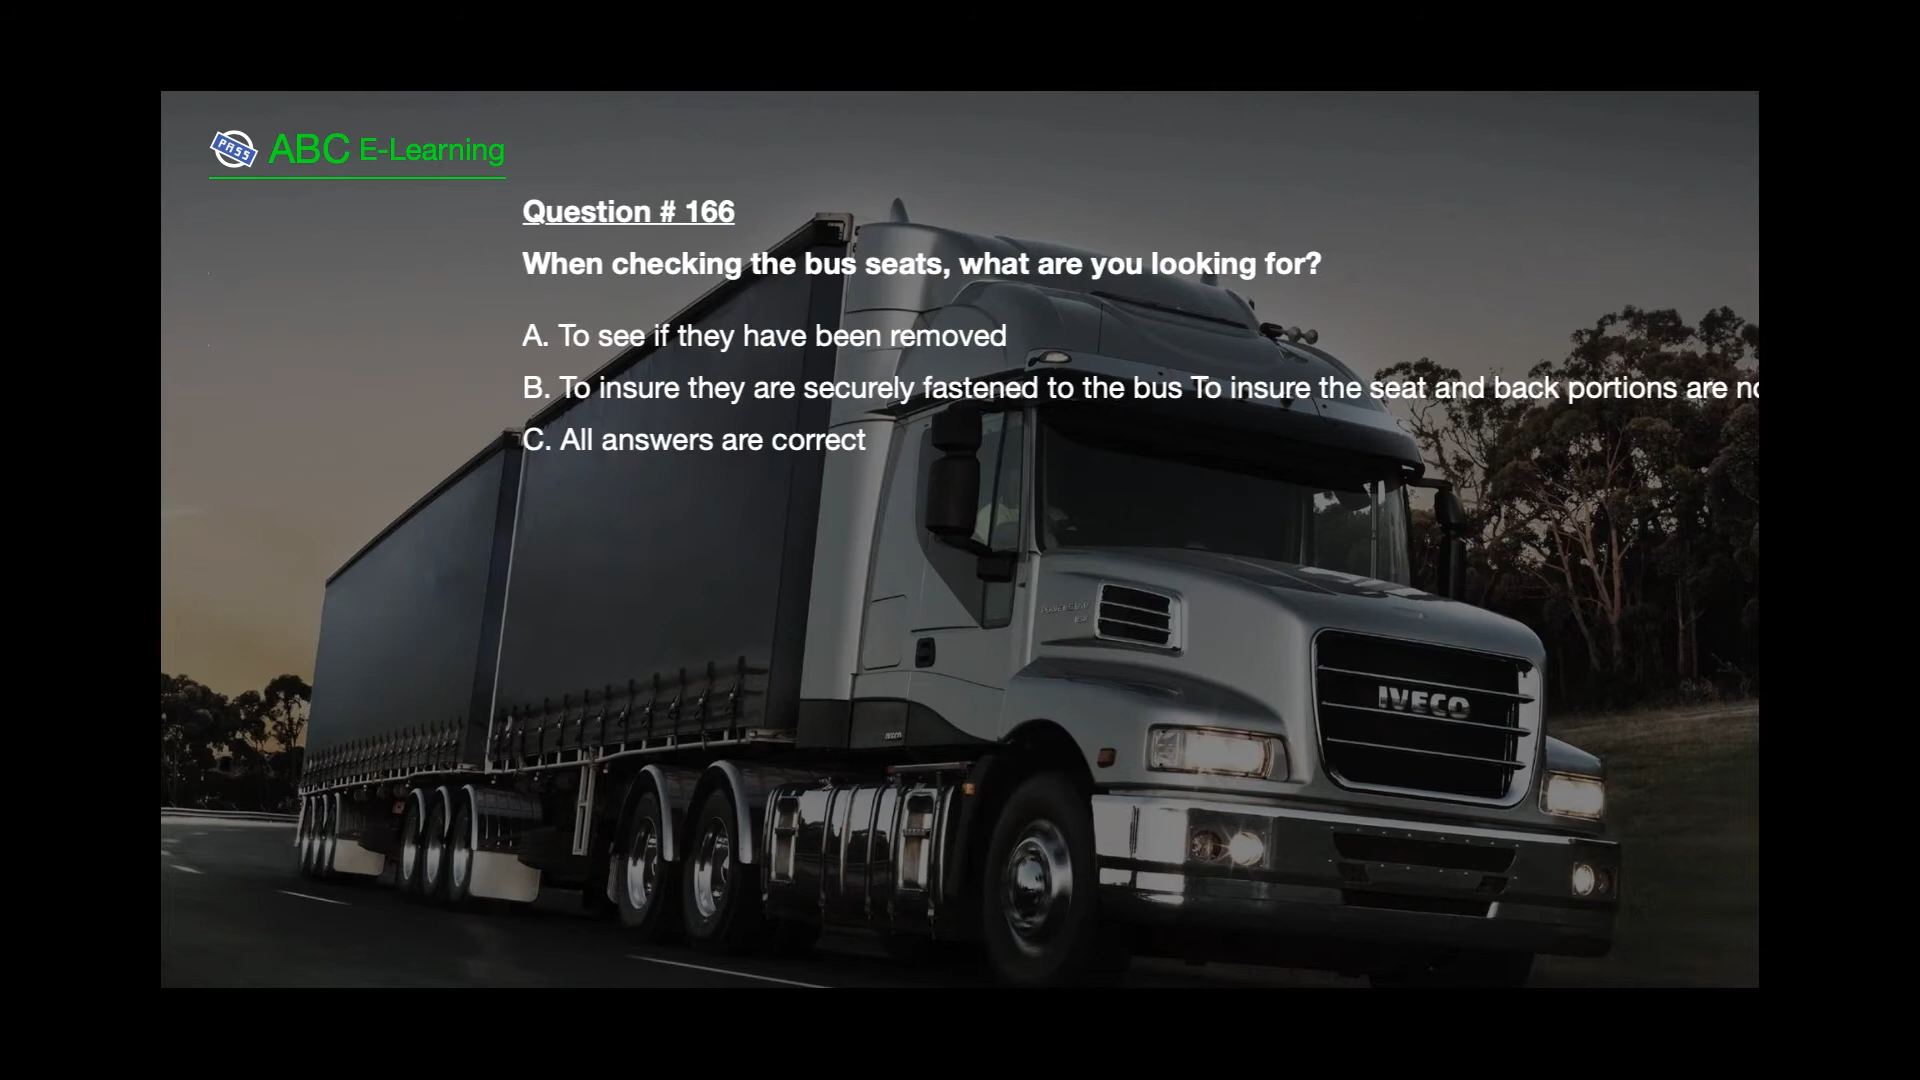 PASS ABC E-Learning
Question # 166
When checking the bus seats, what are you looking for?
A. To see if they have been removed
B. To insure they are securely fastened to the bus To insure the seat and back portions are
C. All answers are correct
IVECO